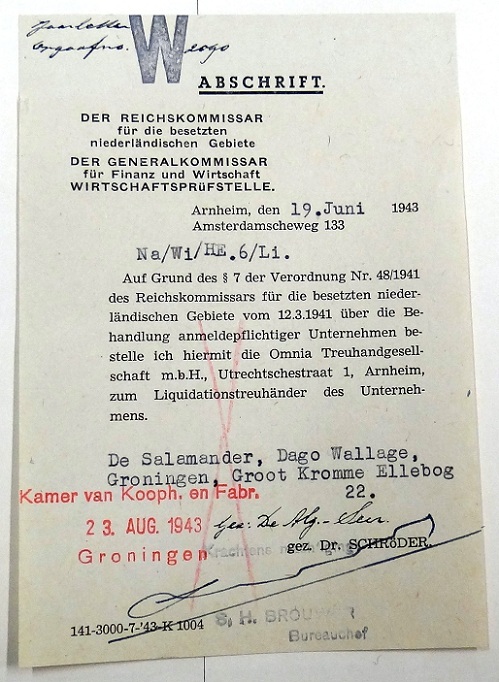 W
2090
ABSCHRIFT.
DER REICHSKOMMISSAR
für die besetzten
niederländischen Gebiete
DER GENERALKOMMISSAR
für Finanz und Wirtschaft
WIRTSCHAFTSPRÜFSTELLE.
Arnheim, den 19.Juni 1943
Amsterdamscheweg 133
Na/Wi/HE.6/Li.
Auf Grund des § 7 der Verordnung Nr. 48/1941
des Reichskommissars für die besetzten nieder-
ländischen Gebiete vom 12.3.1941 über die Be-
handlung anmeldepflichtiger Unternehmen be-
stelle ich hiermit die Omnia Treuhandgesell-
schaft m.b.H., Utrechtschestraat 1, Arnheim,
zum Liquidationstreuhänder des Unterneh-
mens.
De Salamander, Dago Wallage,
Groningen, Groot Kromme Ellebog
22.
Kamer van Kooph. en Fabr.
23. AUG. 1943
Groningen
Krachtens
gez. Dr. SCHRöDER.
S. H. BROUWER
Bureauchef
141-3000-7-'43-K 1004